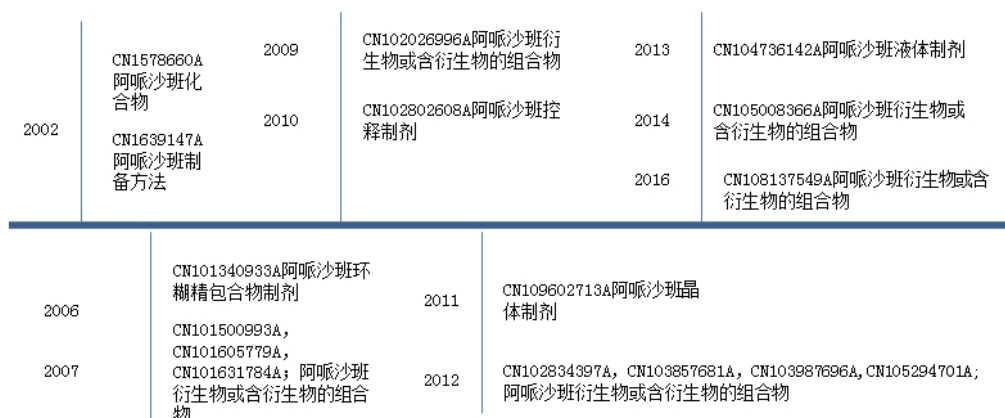 2002
CN1578660A
阿哌沙班化
合物
CN1639147A
阿哌沙班制
备方法
2009
CN102026996A阿哌沙班衍
生物或含衍生物的组合物
2010
CN102802608A阿哌沙班控
释制剂
2013
CN104736142A阿哌沙班液体制剂
2014
CN105008366A阿哌沙班衍生物或
含衍生物的组合物
2016
CN108137549A阿哌沙班衍生物或含
衍生物的组合物
2006
CN101340933A阿哌沙班环
糊精包合物制剂
2007
CN101500993A,
CN101605779A,
CN101631784A; 阿哌沙班
衍生物或含衍生物的组合
物
2011
CN109602713A阿哌沙班晶
体制剂
2012
CN102834397A, CN103857681A, CN103987696A,CN105294701A;
阿哌沙班衍生物或含衍生物的组合物